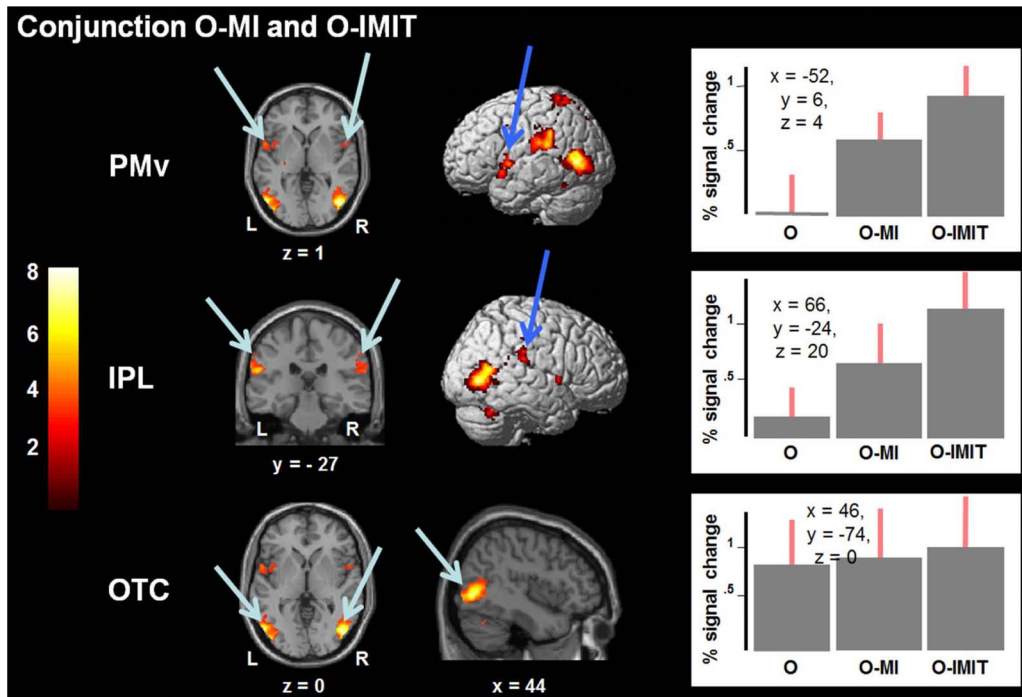 Conjunction O-MI and O-IMIT
PMv
L
R
z = 1
% signal change
1
.5
x = -52,
y = 6,
z = 4
O
O-MI
O-IMIT
8
6
4
2
IPL
L
R
y = - 27
% signal change
1
.5
x = 66,
y = -24,
z = 20
O
O-MI
O-IMIT
OTC
L
R
z = 0
x = 44
% signal change
1
.5
x = 46,
y = -74,
z = 0
O
O-MI
O-IMIT